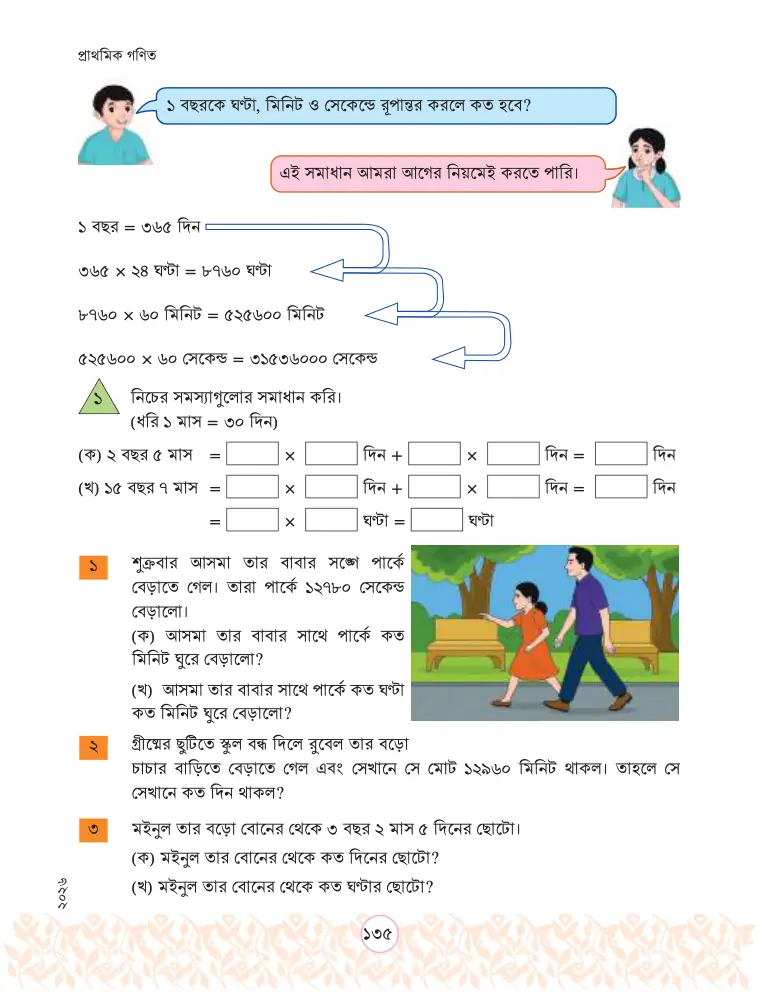 প্রাথমিক গণিত
১ বছরকে ঘণ্টা, মিনিট ও সেকেন্ডে রূপান্তর করলে কত হবে?
এই সমাধান আমরা আগের নিয়মেই করতে পারি।
১ বছর = ৩৬৫ দিন
৩৬৫ × ২৪ ঘণ্টা = ৮৭৬০ ঘণ্টা
৮৭৬০ × ৬০ মিনিট = ৫২৫৬০০ মিনিট
৫২৫৬০০ × ৬০ সেকেন্ড = ৩১৫৩৬০০০ সেকেন্ড
১ নিচের সমস্যাগুলোর সমাধান করি।
(ধরি ১ মাস = ৩০ দিন)
(ক) ২ বছর ৫ মাস = × দিন + × দিন = দিন
(খ) ১৫ বছর ৭ মাস = × দিন + × দিন = দিন
= × ঘণ্টা = ঘণ্টা
১ শুক্রবার আসমা তার বাবার সঙ্গে পার্কে
বেড়াতে গেল। তারা পার্কে ১২৭৮০ সেকেন্ড
বেড়ালো।
(ক) আসমা তার বাবার সাথে পার্কে কত
মিনিট ঘুরে বেড়ালো?
(খ) আসমা তার বাবার সাথে পার্কে কত ঘণ্টা
কত মিনিট ঘুরে বেড়ালো?
২ গ্রীষ্মের ছুটিতে স্কুল বন্ধ দিলে রুবেল তার বড়ো
চাচার বাড়িতে বেড়াতে গেল এবং সেখানে সে মোট ১২৯৬০ মিনিট থাকল। তাহলে সে
সেখানে কত দিন থাকল?
৩ মইনুল তার বড়ো বোনের থেকে ৩ বছর ২ মাস ৫ দিনের ছোটো।
(ক) মইনুল তার বোনের থেকে কত দিনের ছোটো?
(খ) মইনুল তার বোনের থেকে কত ঘণ্টার ছোটো?
২০২৬
১৩৫